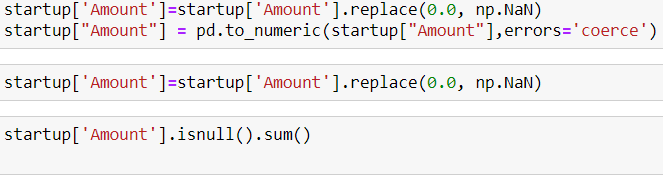 startup['Amount']=startup['Amount'].replace(0.0, np.NaN)
startup["Amount"] = pd.to_numeric(startup["Amount"],errors='coerce')
startup['Amount']=startup['Amount'].replace(0.0, np.NaN)
startup['Amount'].isnull().sum()